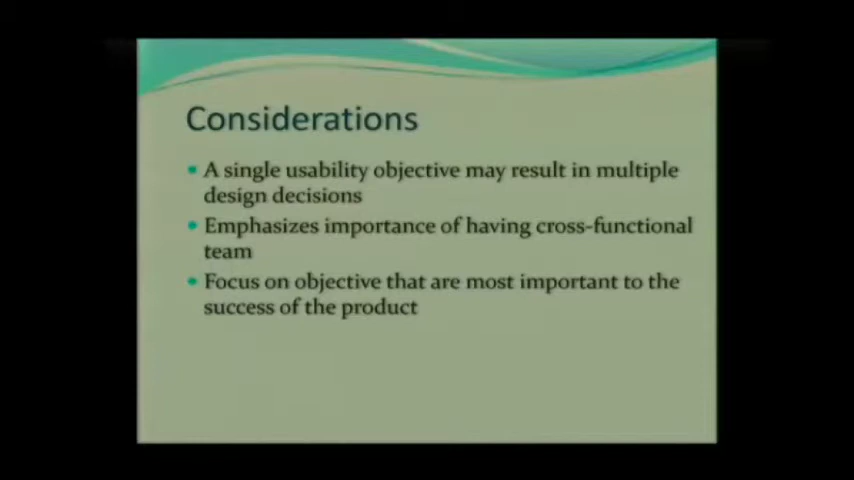 Considerations
A single usability objective may result in multiple
design decisions
Emphasizes importance of having cross-functional
team
Focus on objective that are most important to the
success of the product